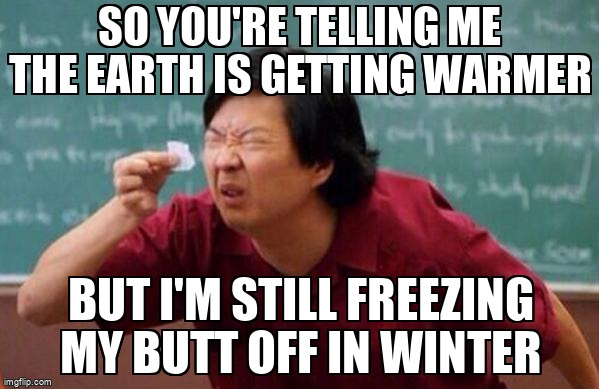 SO YOU'RE TELLING ME
THE EARTH IS GETTING WARMER
BUT I'M STILL FREEZING
MY BUTT OFF IN WINTER
imgflip.com